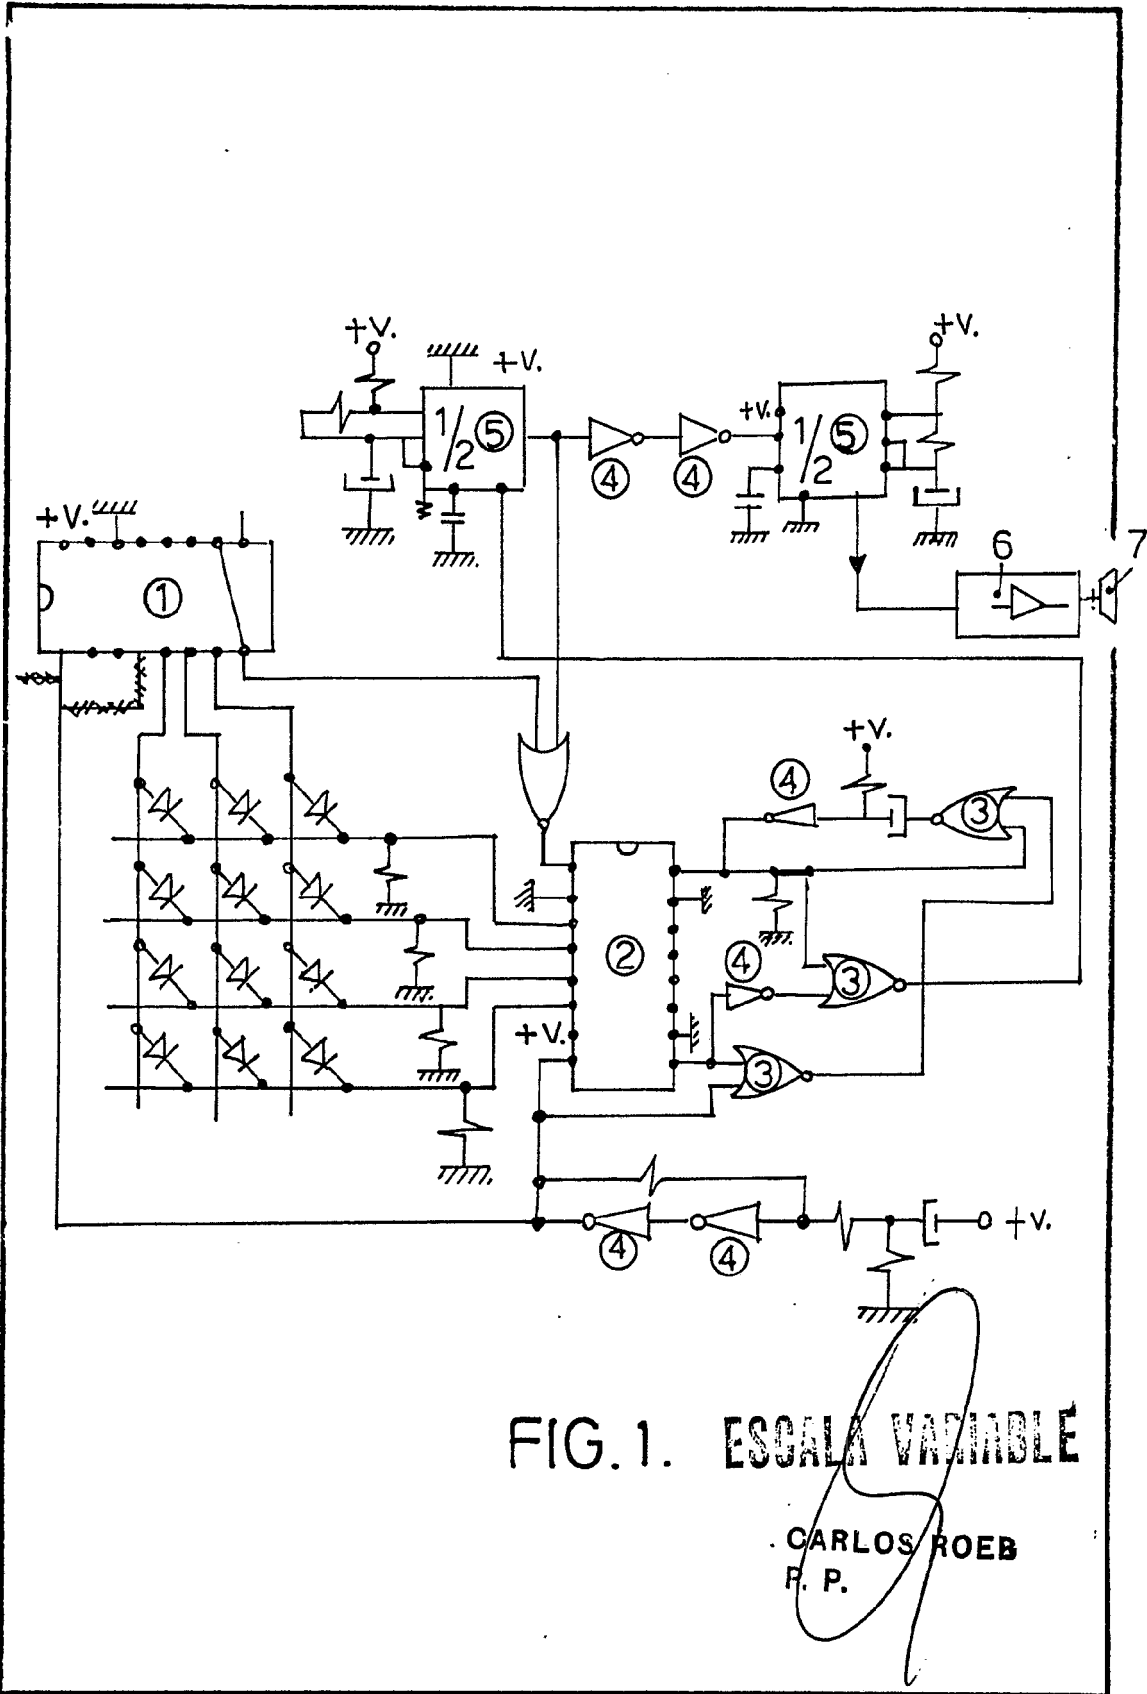 +V.
+V.
+V.
1/2 5
4
4
+V.
1/2 5
+V.
1
6
7
+V.
4
3
2
4
3
+V.
3
4
4
+V.
FIG. 1.
ESCALA VARIABLE
CARLOS ROEB
P. P.